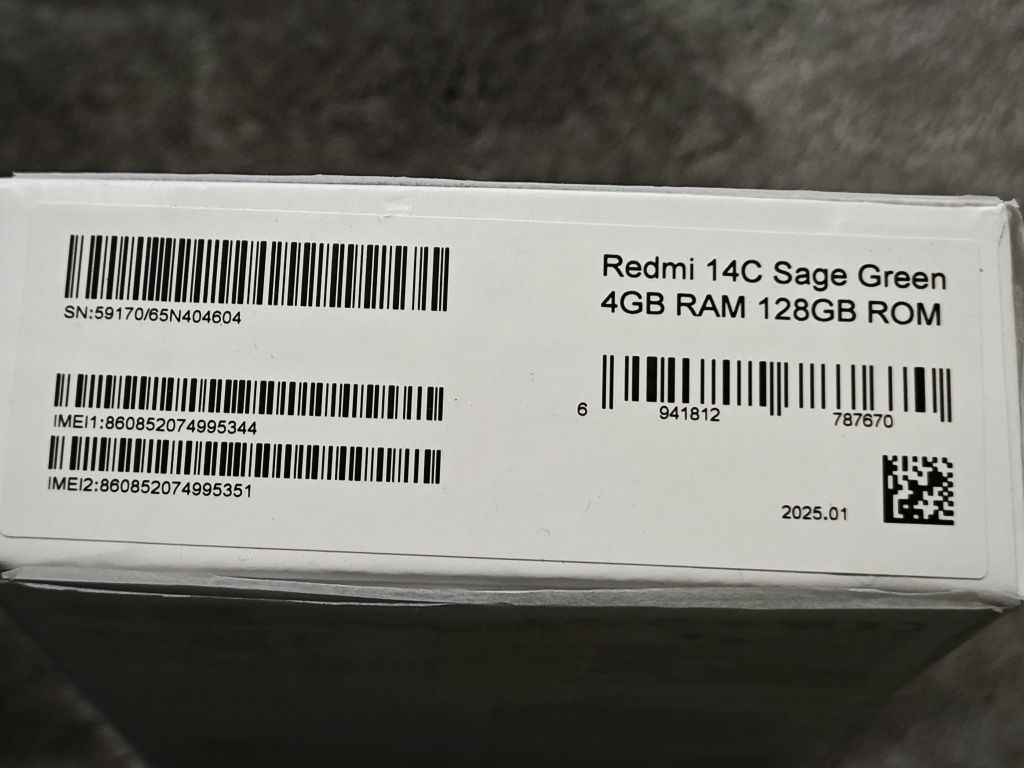 SN:59170/65N404604
IMEI1:860852074995344
IMEI2:860852074995351
Redmi 14C Sage Green
4GB RAM 128GB ROM
6 941812 787670
2025.01